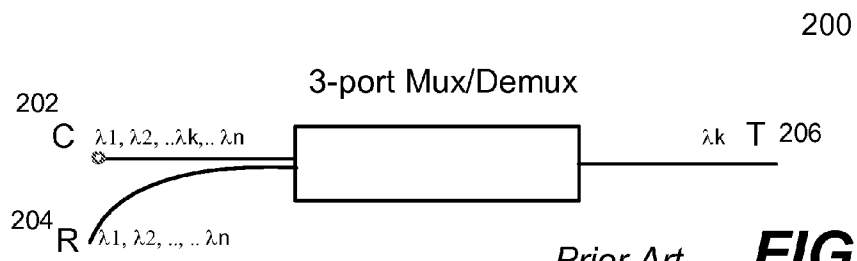 200
3-port Mux/Demux
202
C λ1, λ2, ..λk,.. λn
λk T 206
204
R λ1, λ2, .., .. λn
Prior Art FIG